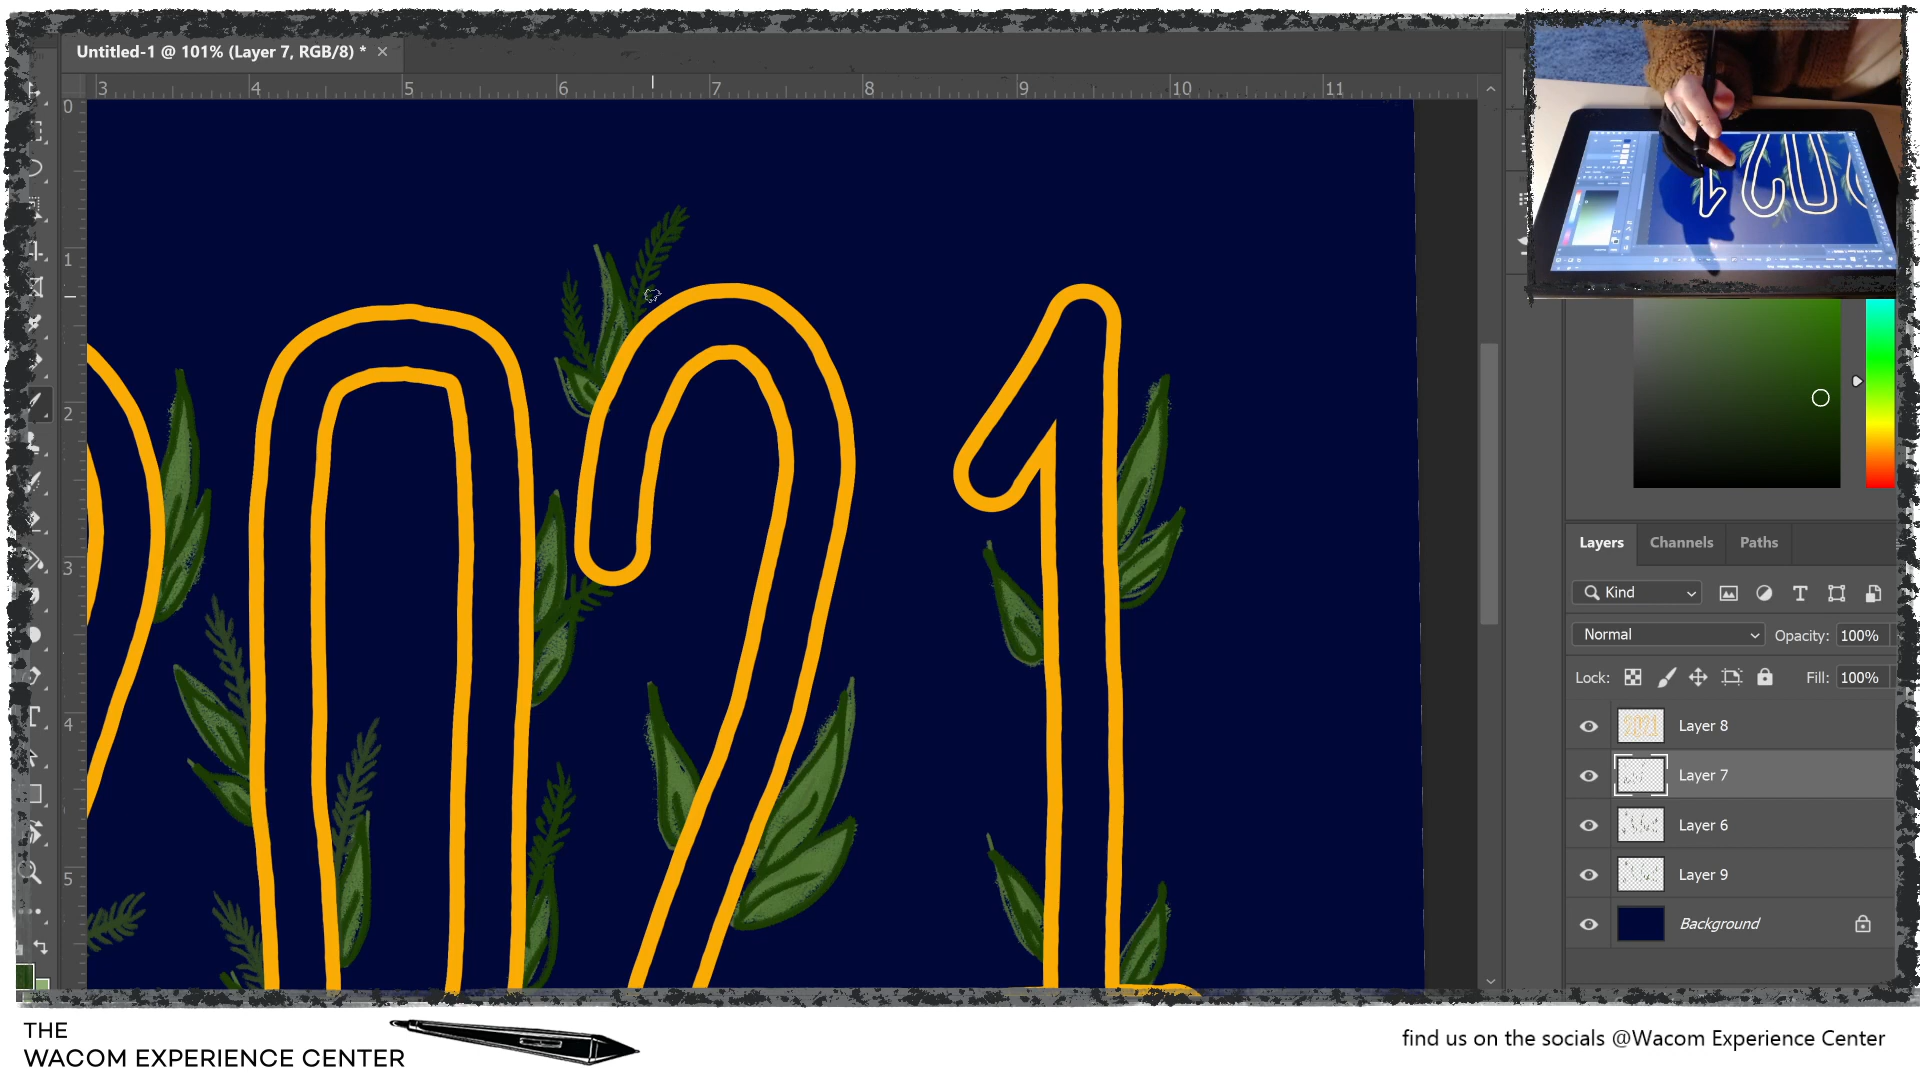 Untitled-1 @ 101% (Layer 7, RGB/8) * ×
3 4 5 6 7 8 9 10 11
0
1
2
3
4
5
2021
Layers Channels Paths
Kind
Normal Opacity: 100%
Lock: Fill: 100%
Layer 8
Layer 7
Layer 6
Layer 9
Background
THE
WACOM EXPERIENCE CENTER
find us on the socials @Wacom Experience Center